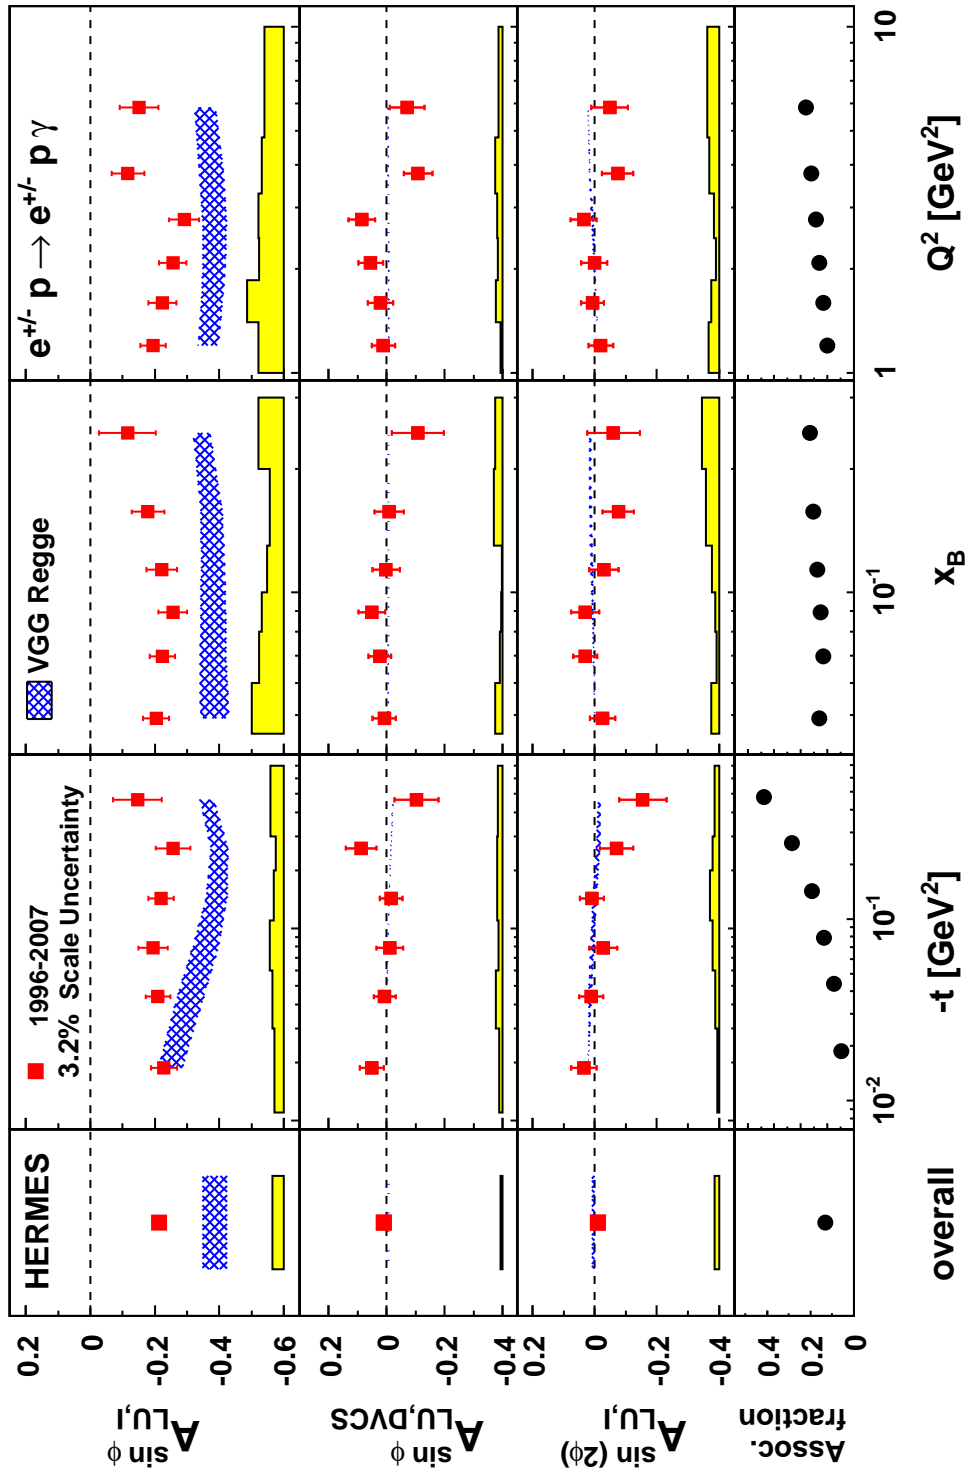 HERMES
1996-2007
3.2% Scale Uncertainty
VGG Regge
e+/- p → e+/- p γ
A sin ϕ LU,I
0.2
0
-0.2
-0.4
-0.6
A sin ϕ LU,DVCS
0.2
0
-0.2
-0.4
A sin (2ϕ) LU,I
0.2
0
-0.2
-0.4
Assoc. fraction
0.4
0.2
0
overall
10-2
10-1
-t [GeV2]
10-1
xB
1
10
Q2 [GeV2]